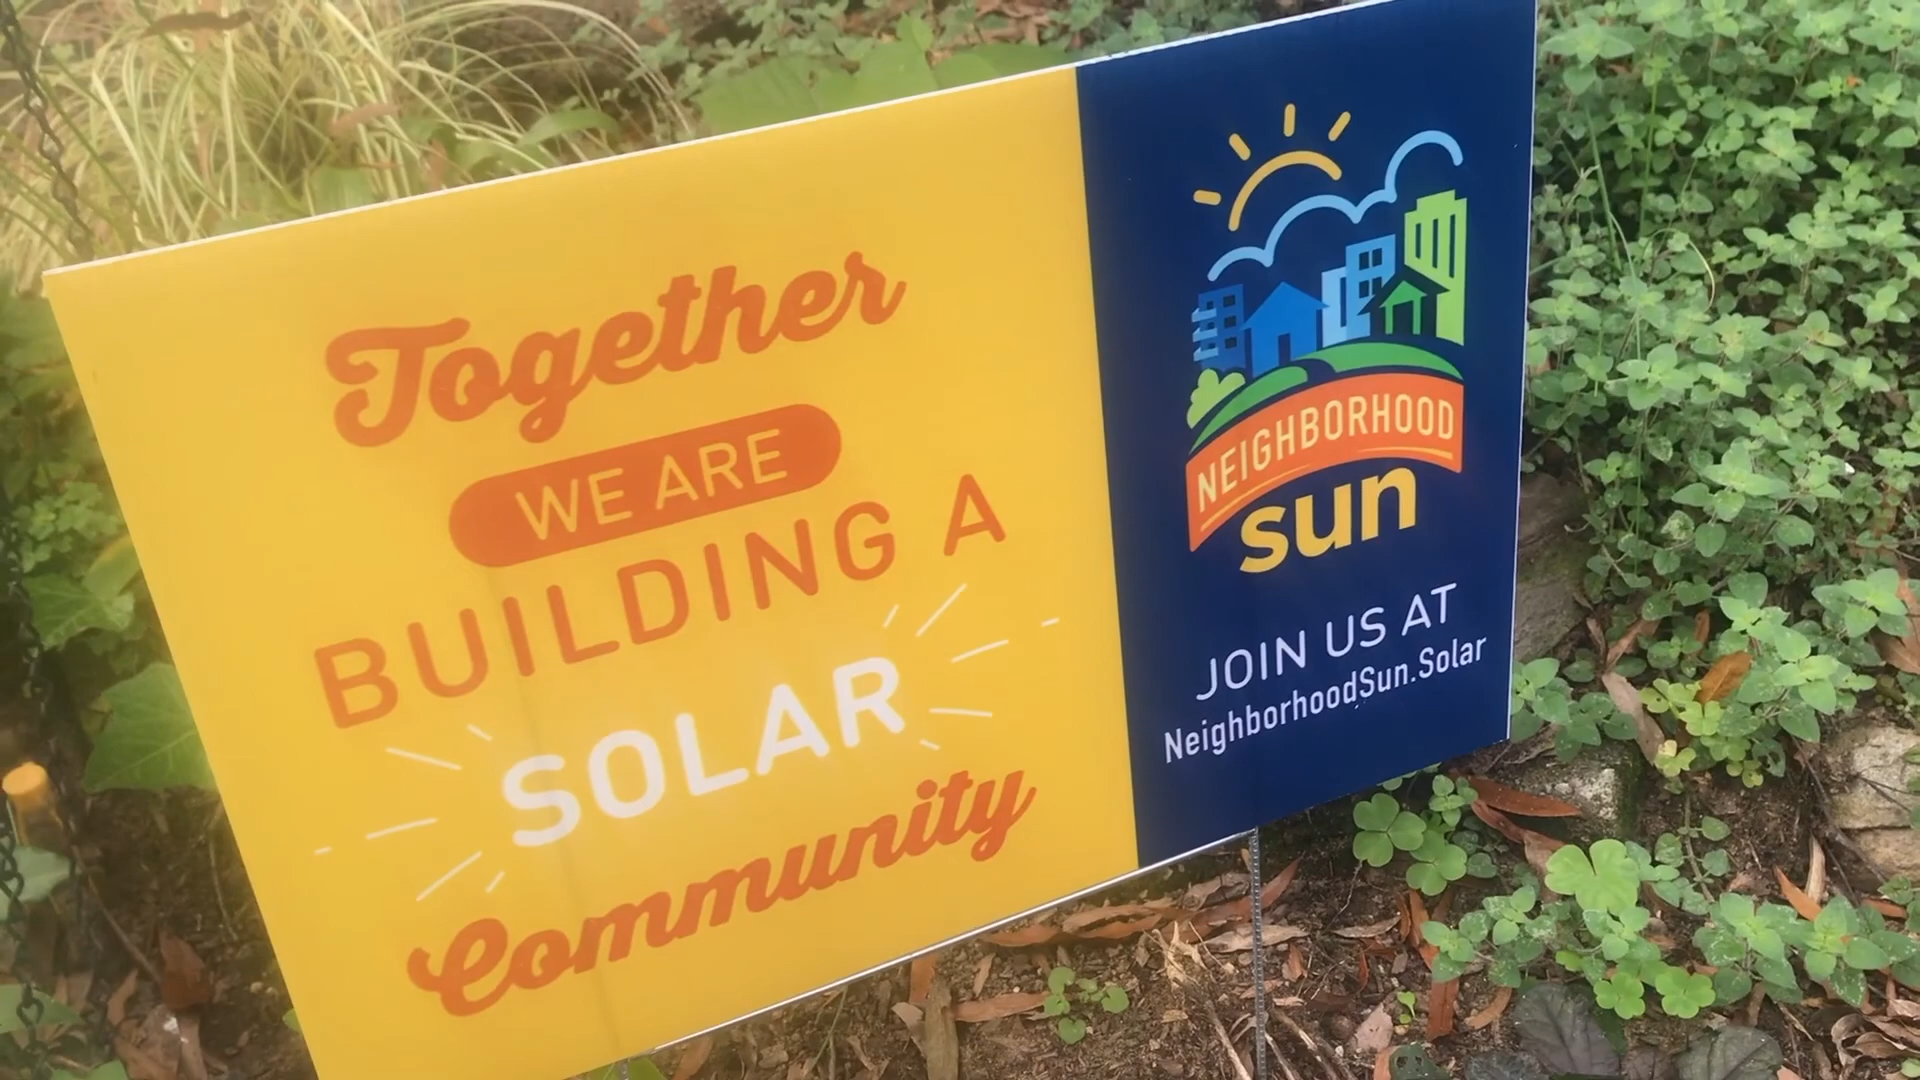 Together
WE ARE
BUILDING A
SOLAR
Community
NEIGHBORHOOD
sun
JOIN US AT
NeighborhoodSun.Solar